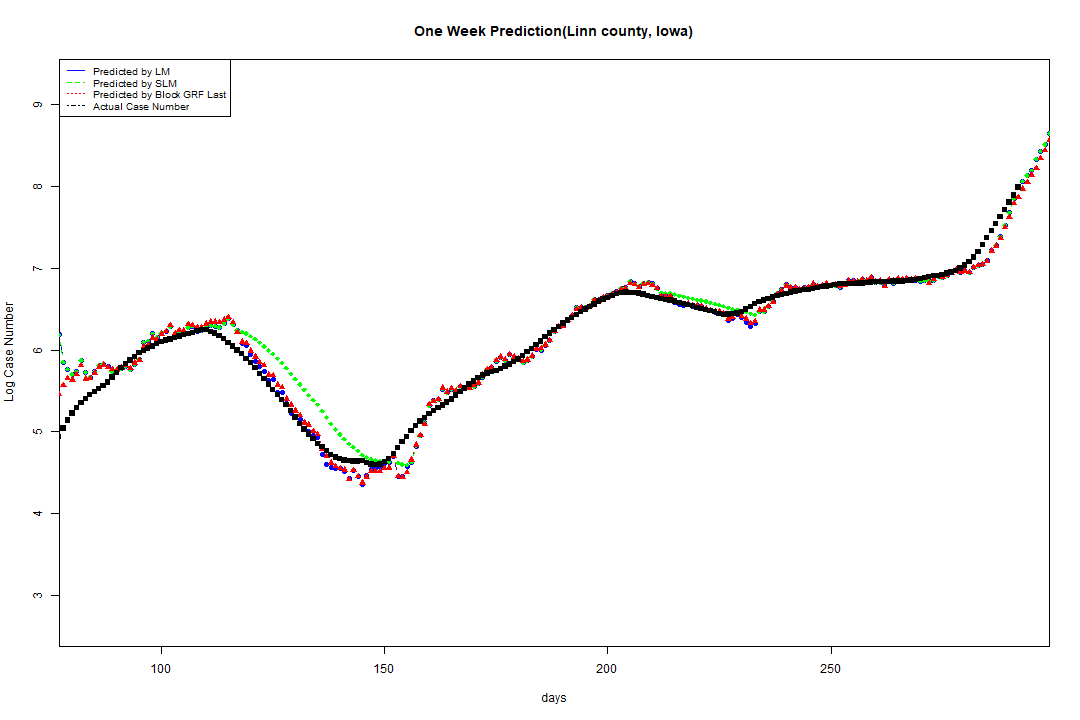 One Week Prediction(Linn county, Iowa)
Predicted by LM
Predicted by SLM
Predicted by Block GRF Last
Actual Case Number
9
8
7
6
5
4
3
Log Case Number
100 150 200 250
days